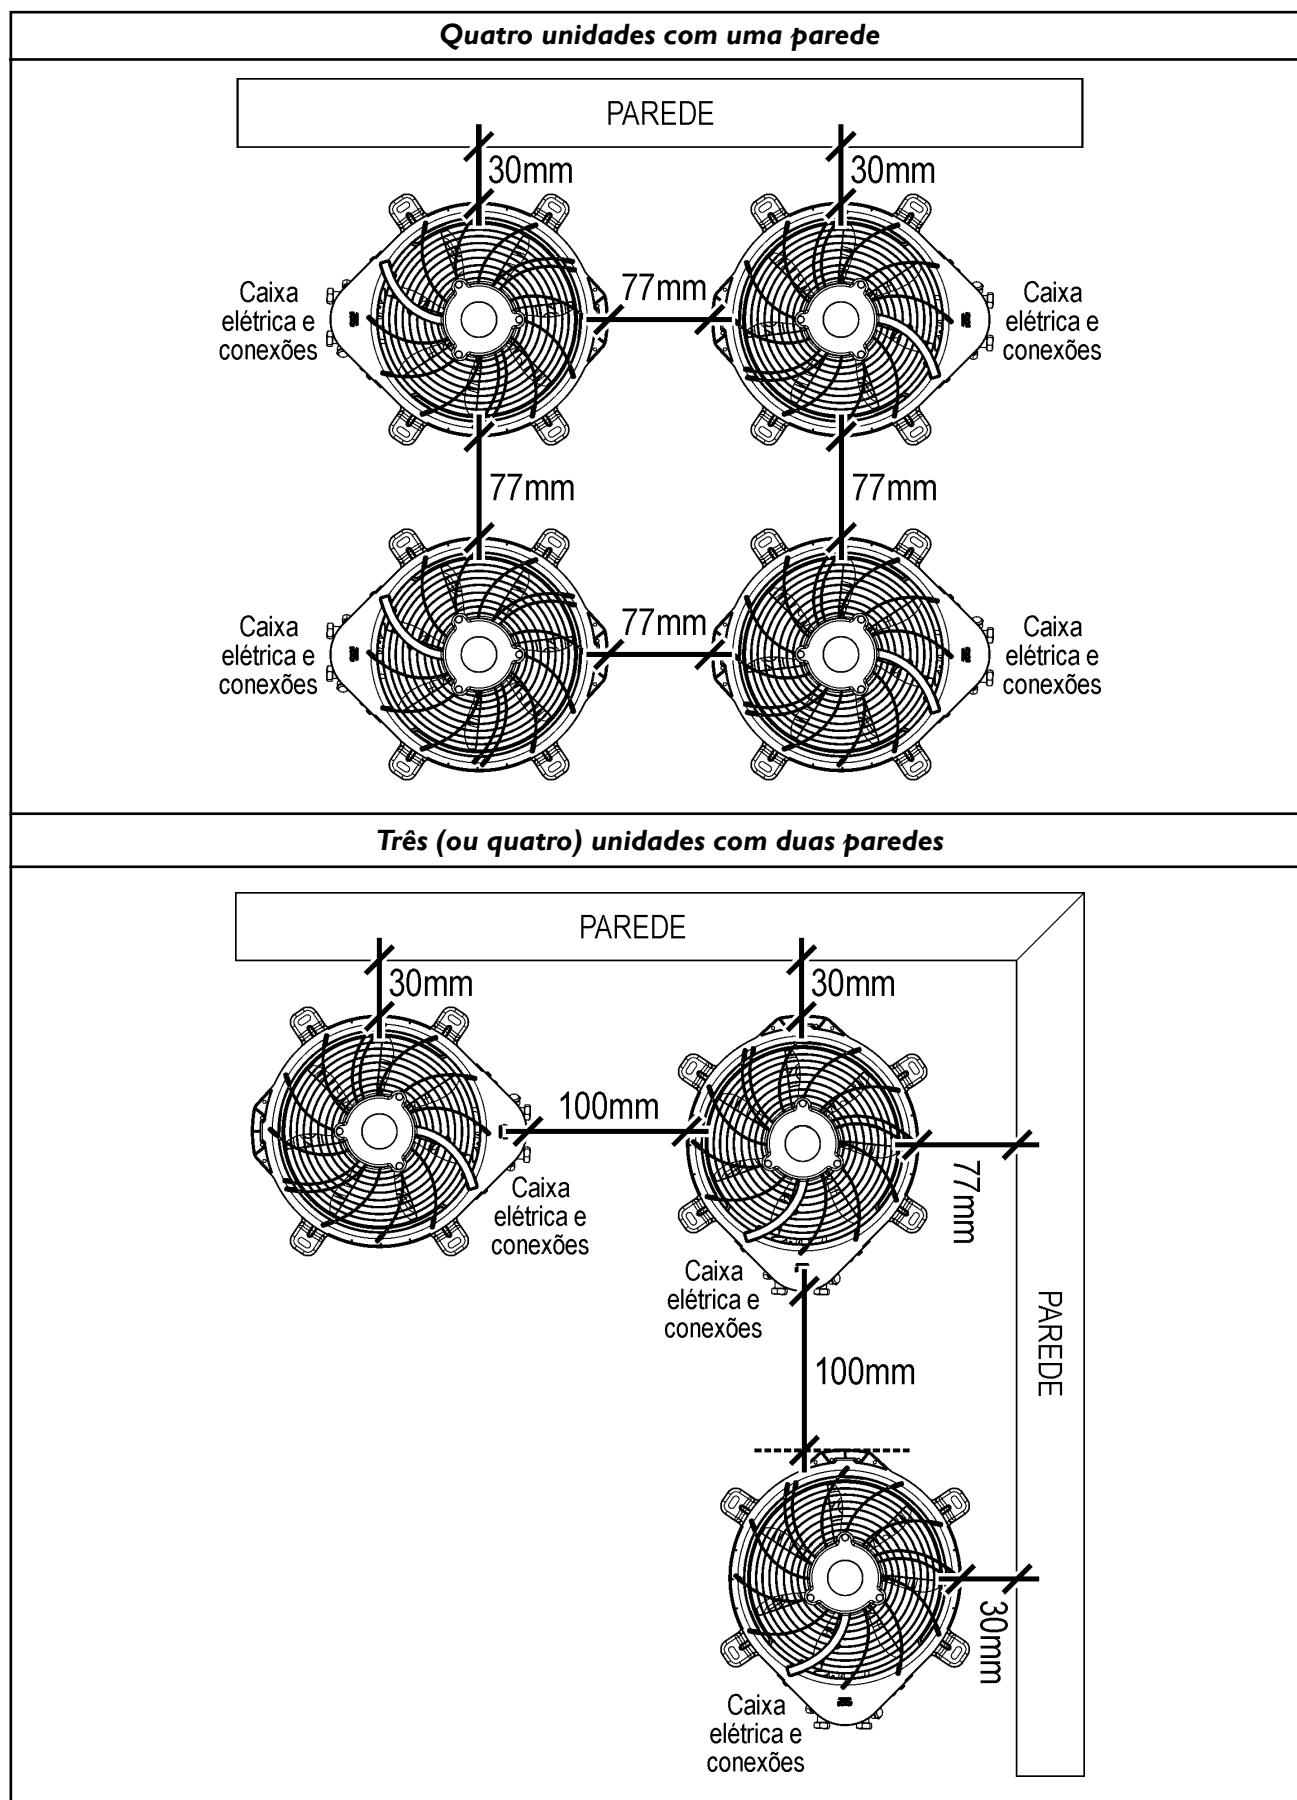 Quatro unidades com uma parede
PAREDE
30mm
30mm
Caixa
elétrica e
conexões
77mm
Caixa
elétrica e
conexões
77mm
77mm
Caixa
elétrica e
conexões
77mm
Caixa
elétrica e
conexões
Três (ou quatro) unidades com duas paredes
PAREDE
30mm
30mm
100mm
77mm
Caixa
elétrica e
conexões
Caixa
elétrica e
conexões
PAREDE
100mm
30mm
Caixa
elétrica e
conexões